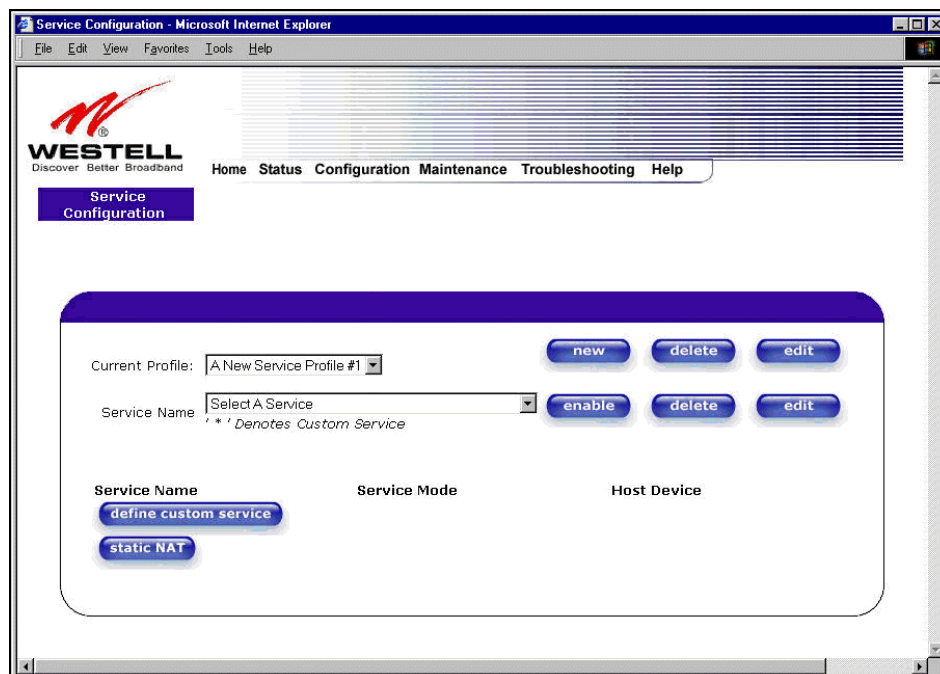 Service Configuration - Microsoft Internet Explorer
File Edit View Favorites Tools Help
WESTELL
®
Discover Better Broadband
Home Status Configuration Maintenance Troubleshooting Help
Service
Configuration
Current Profile: A New Service Profile #1 new delete edit
Service Name Select A Service enable delete edit
' * ' Denotes Custom Service
Service Name Service Mode Host Device
define custom service
static NAT